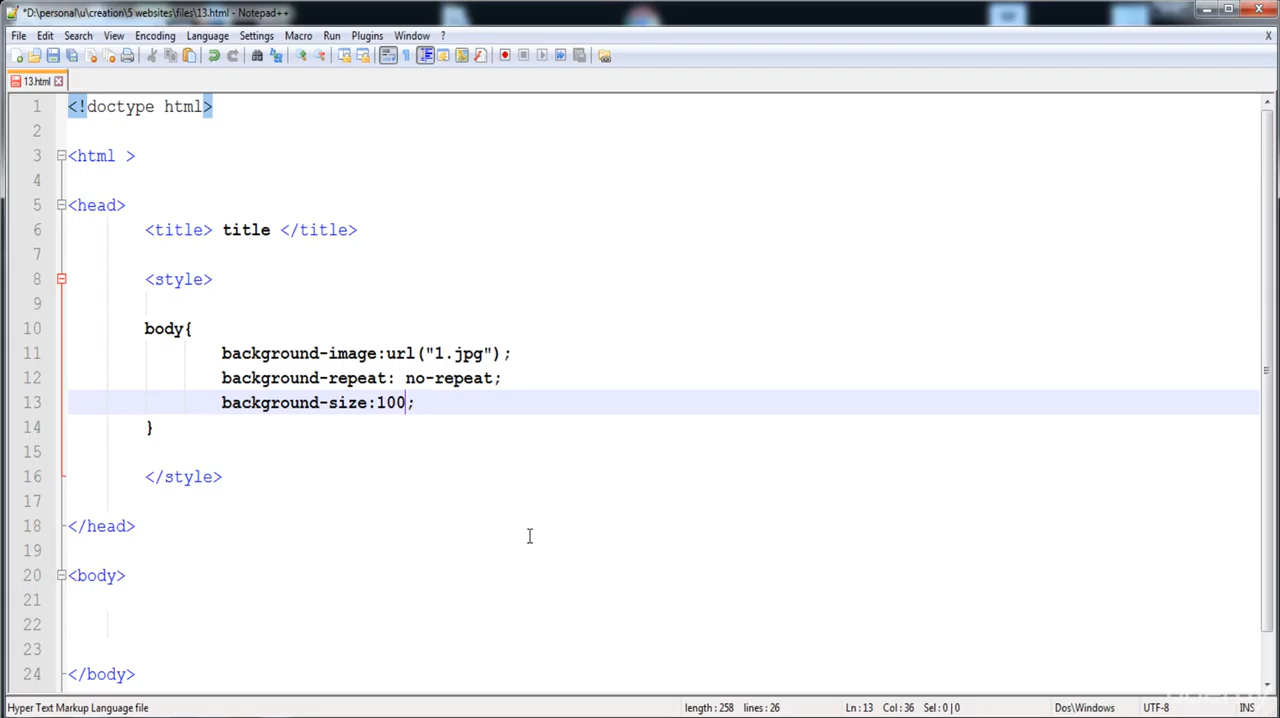 *D:\personal\u\creation\5 websites\files\13.html - Notepad++
File Edit Search View Encoding Language Settings Macro Run Plugins Window ? X
13.html
1 <!doctype html>
2
3 <html >
4
5 <head>
6 <title> title </title>
7
8 <style>
9
10 body{
11 background-image:url("1.jpg");
12 background-repeat: no-repeat;
13 background-size:100;
14 }
15
16 </style>
17
18 </head>
19
20 <body>
21
22
23
24 </body>
Hyper Text Markup Language file length : 258 lines : 26 Ln : 13 Col : 36 Sel : 0 | 0 Dos\Windows UTF-8 INS